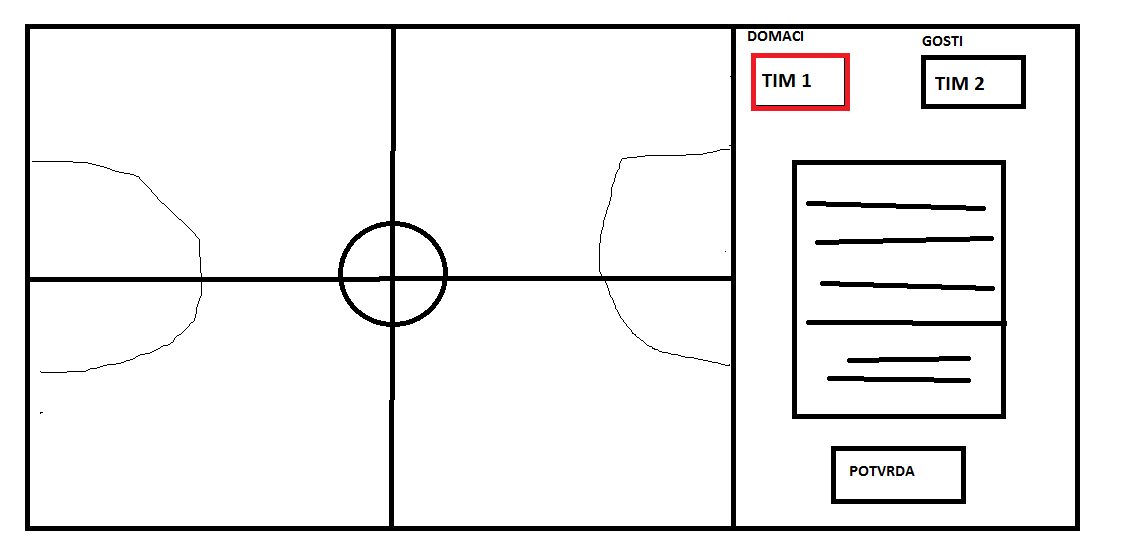 DOMACI
GOSTI
TIM 1
TIM 2
POTVRDA